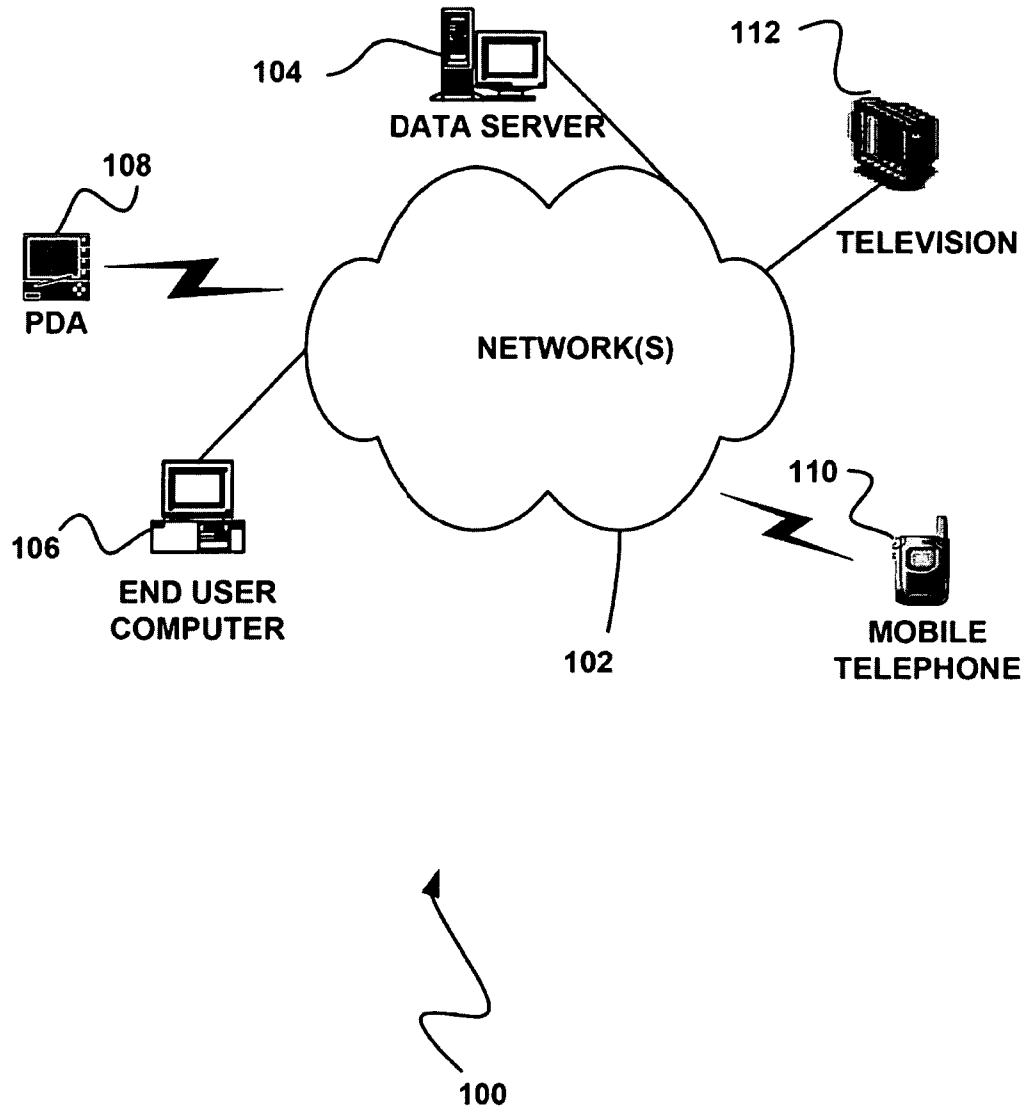 112
104
DATA SERVER
108
TELEVISION
PDA
NETWORK(S)
110
106
END USER
COMPUTER
MOBILE
TELEPHONE
102
100